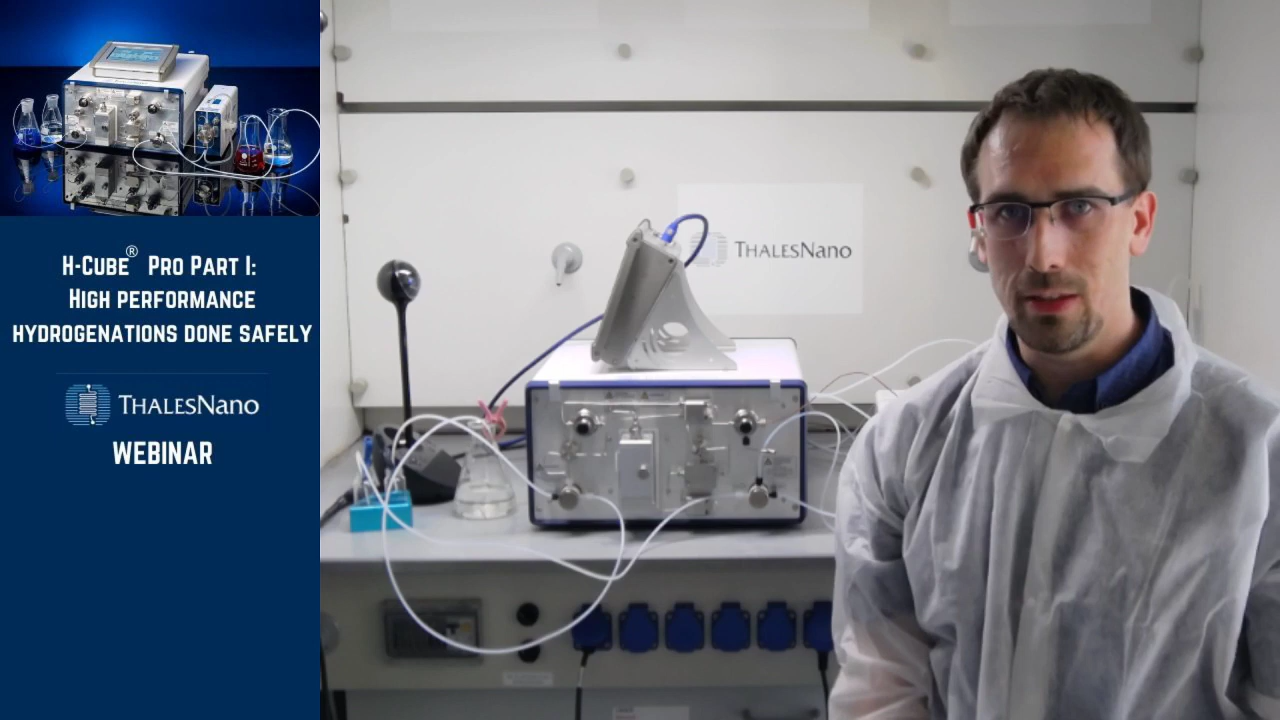 H-Cube® Pro Part I:
High performance
hydrogenations done safely
ThalesNano
WEBINAR
ThalesNano